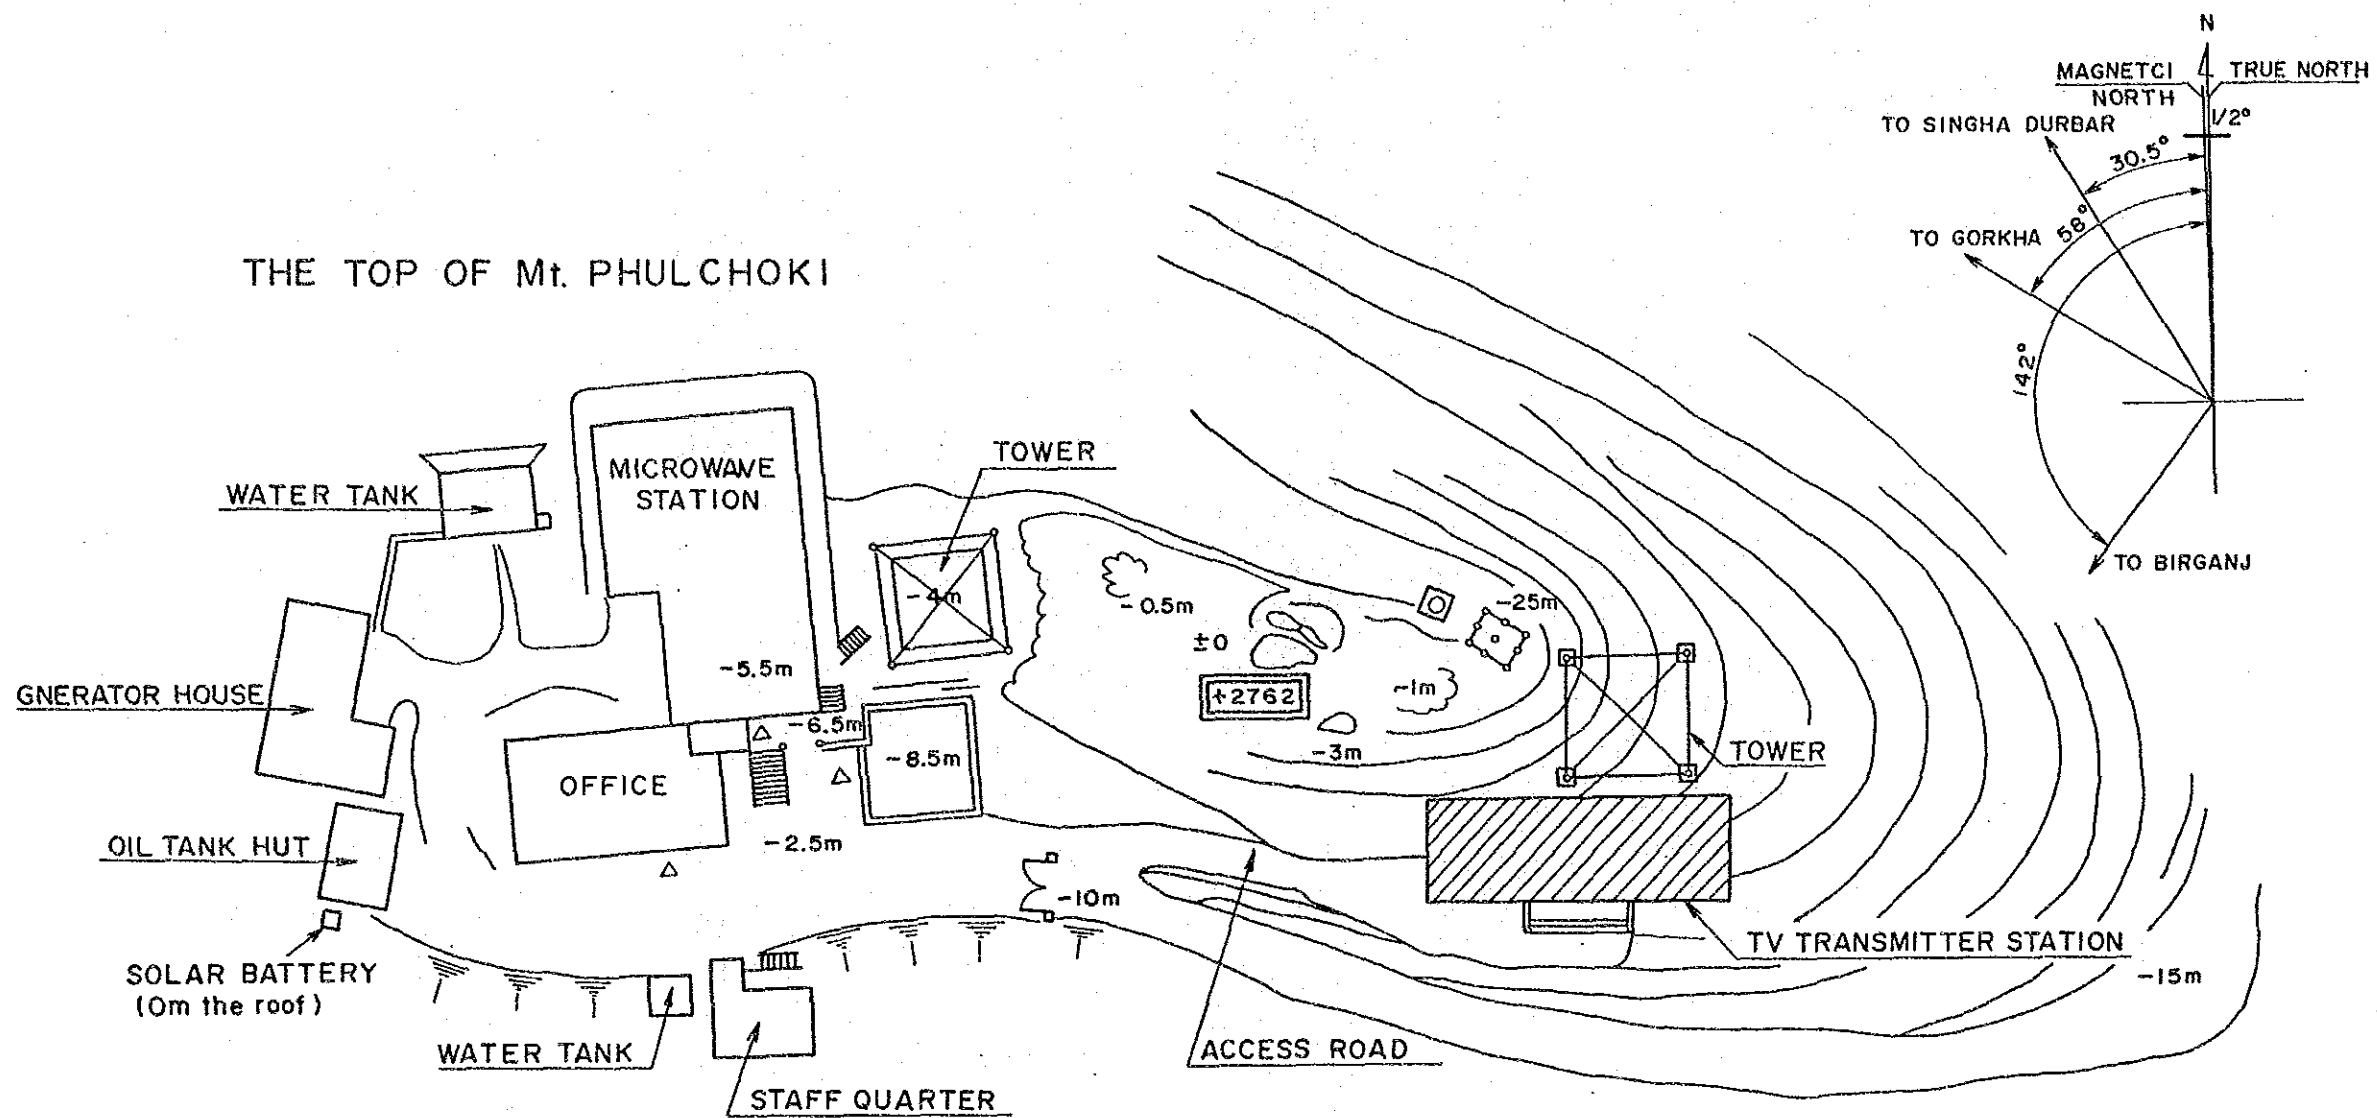 N
MAGNETCI
NORTH
TRUE NORTH
1/2°
TO SINGHA DURBAR
30.5°
TO GORKHA
58°
142°
TO BIRGANJ
THE TOP OF Mt. PHULCHOKI
MICROWAVE
STATION
TOWER
WATER TANK
-4m
-0.5m
-25m
±0
-5.5m
-1m
+2762
GNERATOR HOUSE
-6.5m
-3m
TOWER
-8.5m
OFFICE
OIL TANK HUT
-2.5m
-10m
TV TRANSMITTER STATION
-15m
SOLAR BATTERY
(Om the roof)
WATER TANK
ACCESS ROAD
STAFF QUARTER